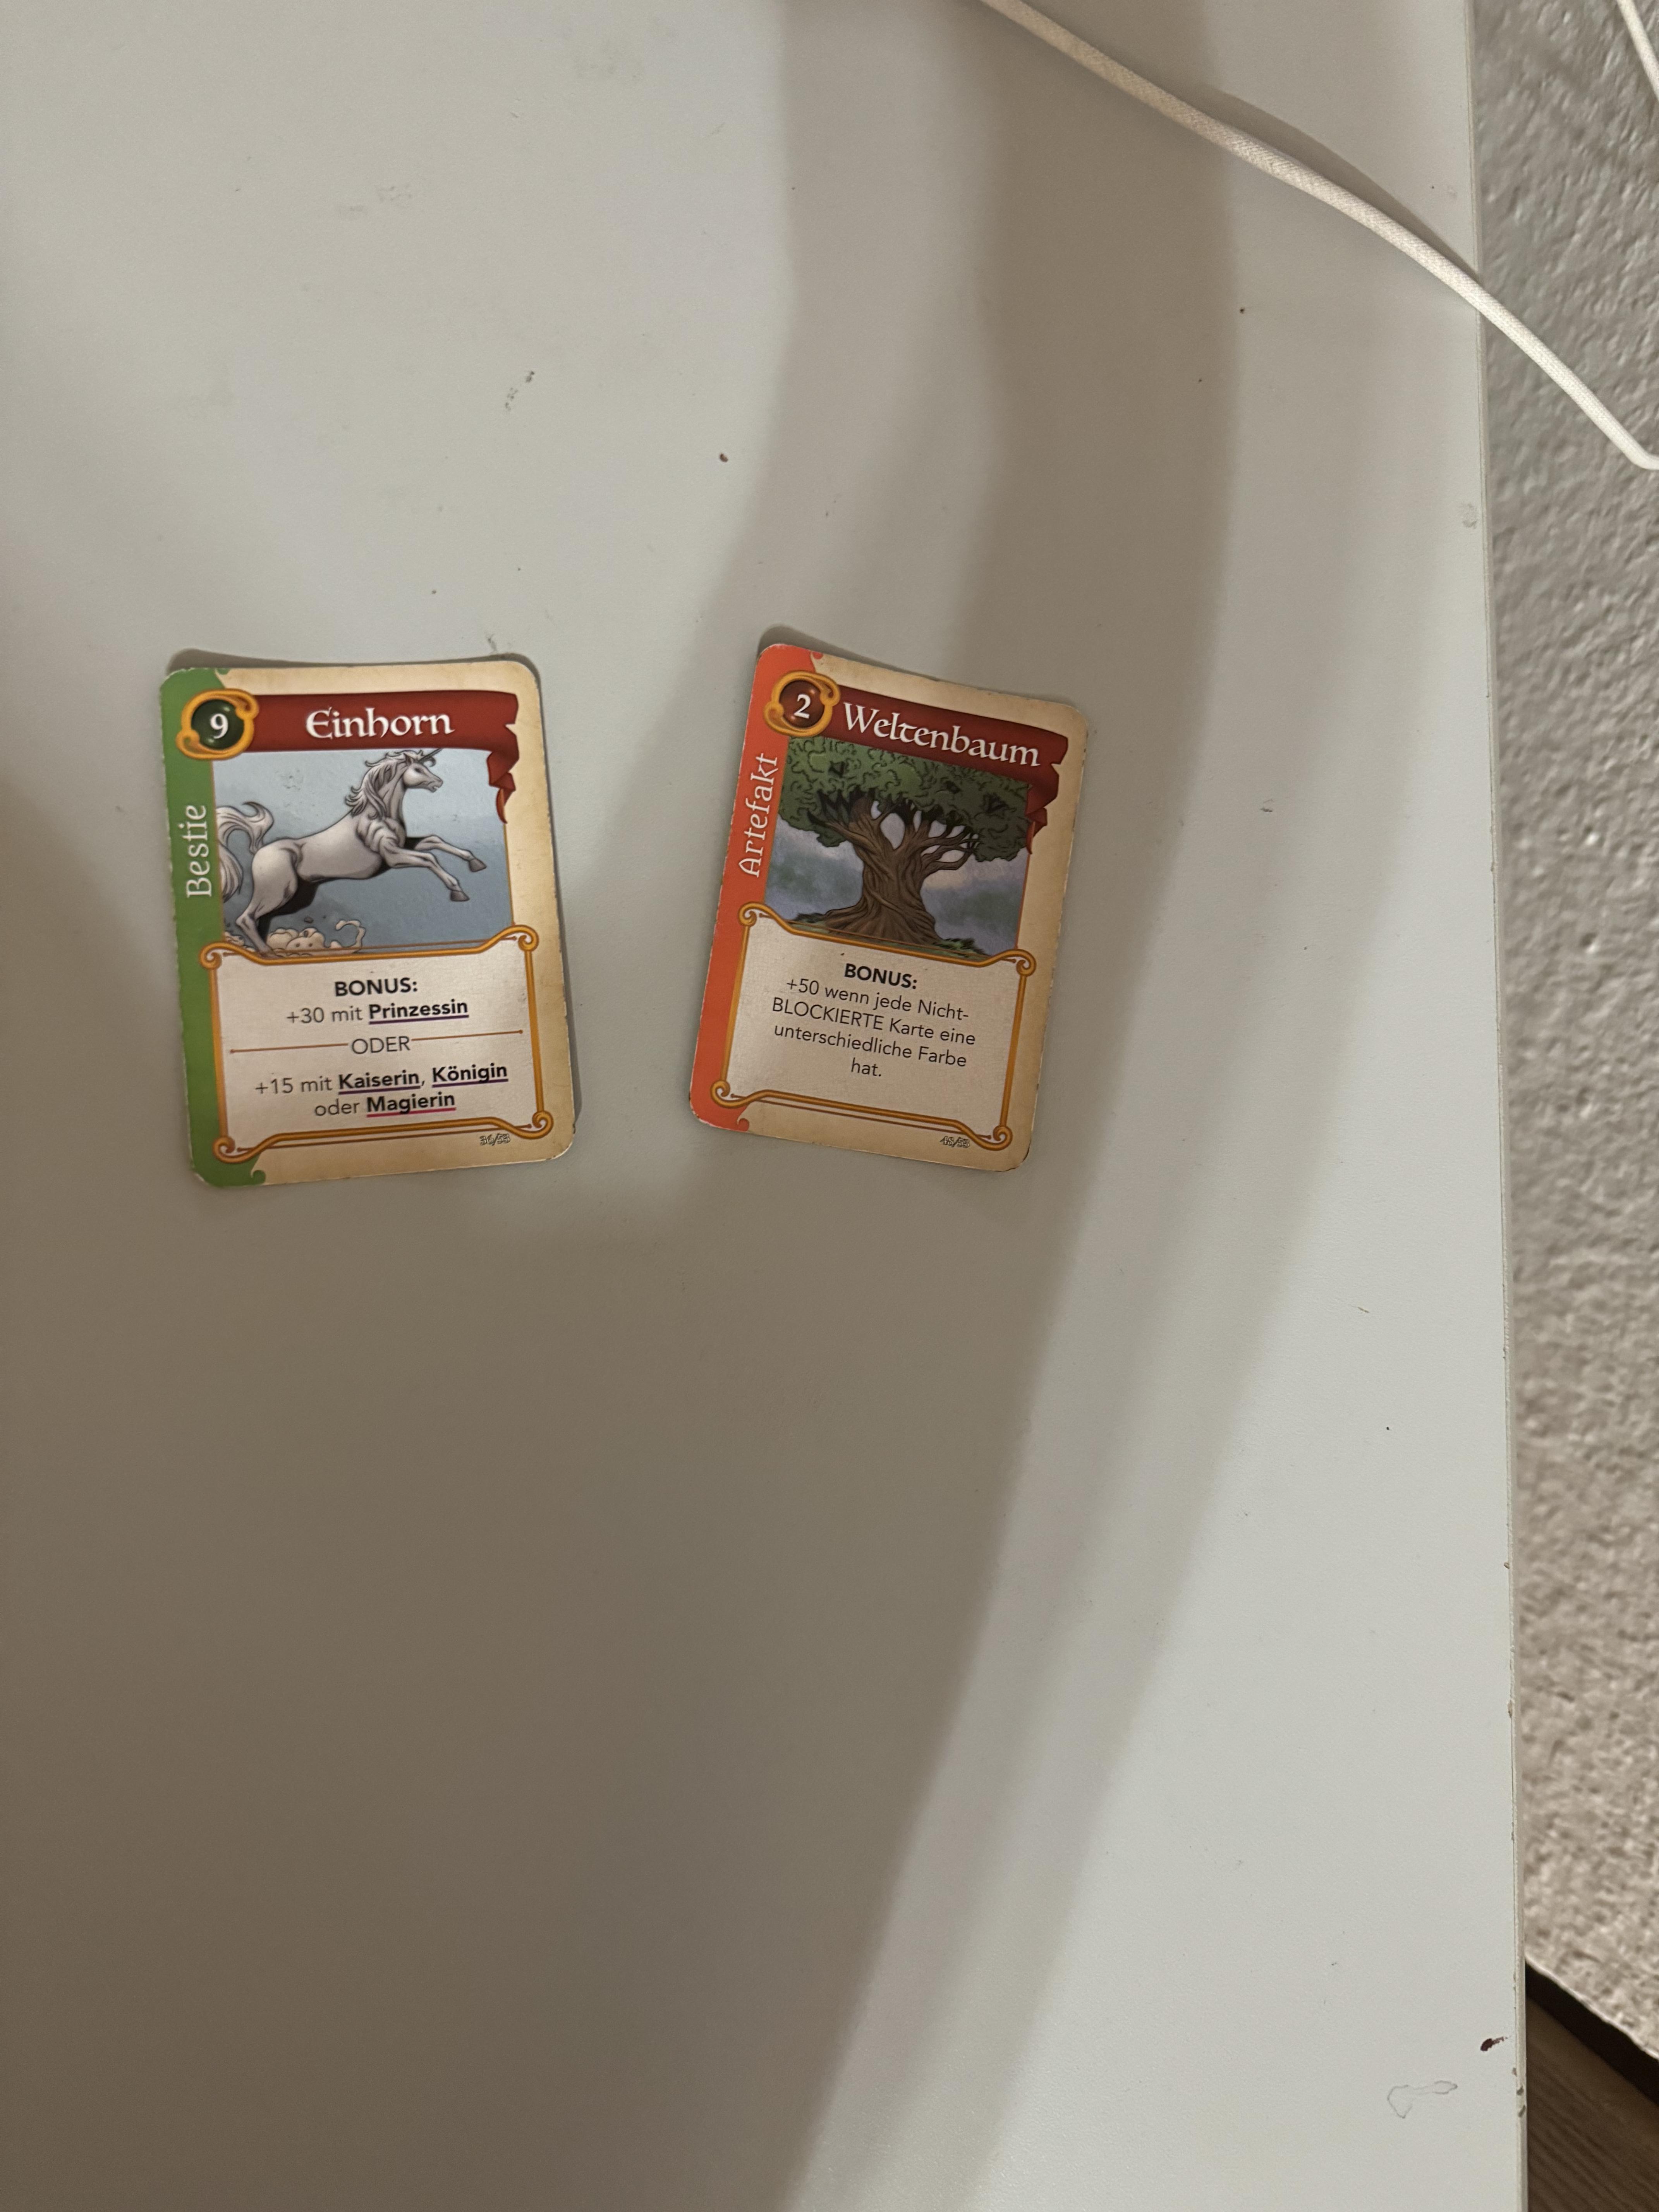 9
Einhorn
Bestie
BONUS:
+30 mit Prinzessin
ODER
+15 mit Kaiserin, Königin
oder Magierin
2
Weltenbaum
Artefakt
BONUS:
+50 wenn jede Nicht-
BLOCKIERTE Karte eine
unterschiedliche Farbe
hat.